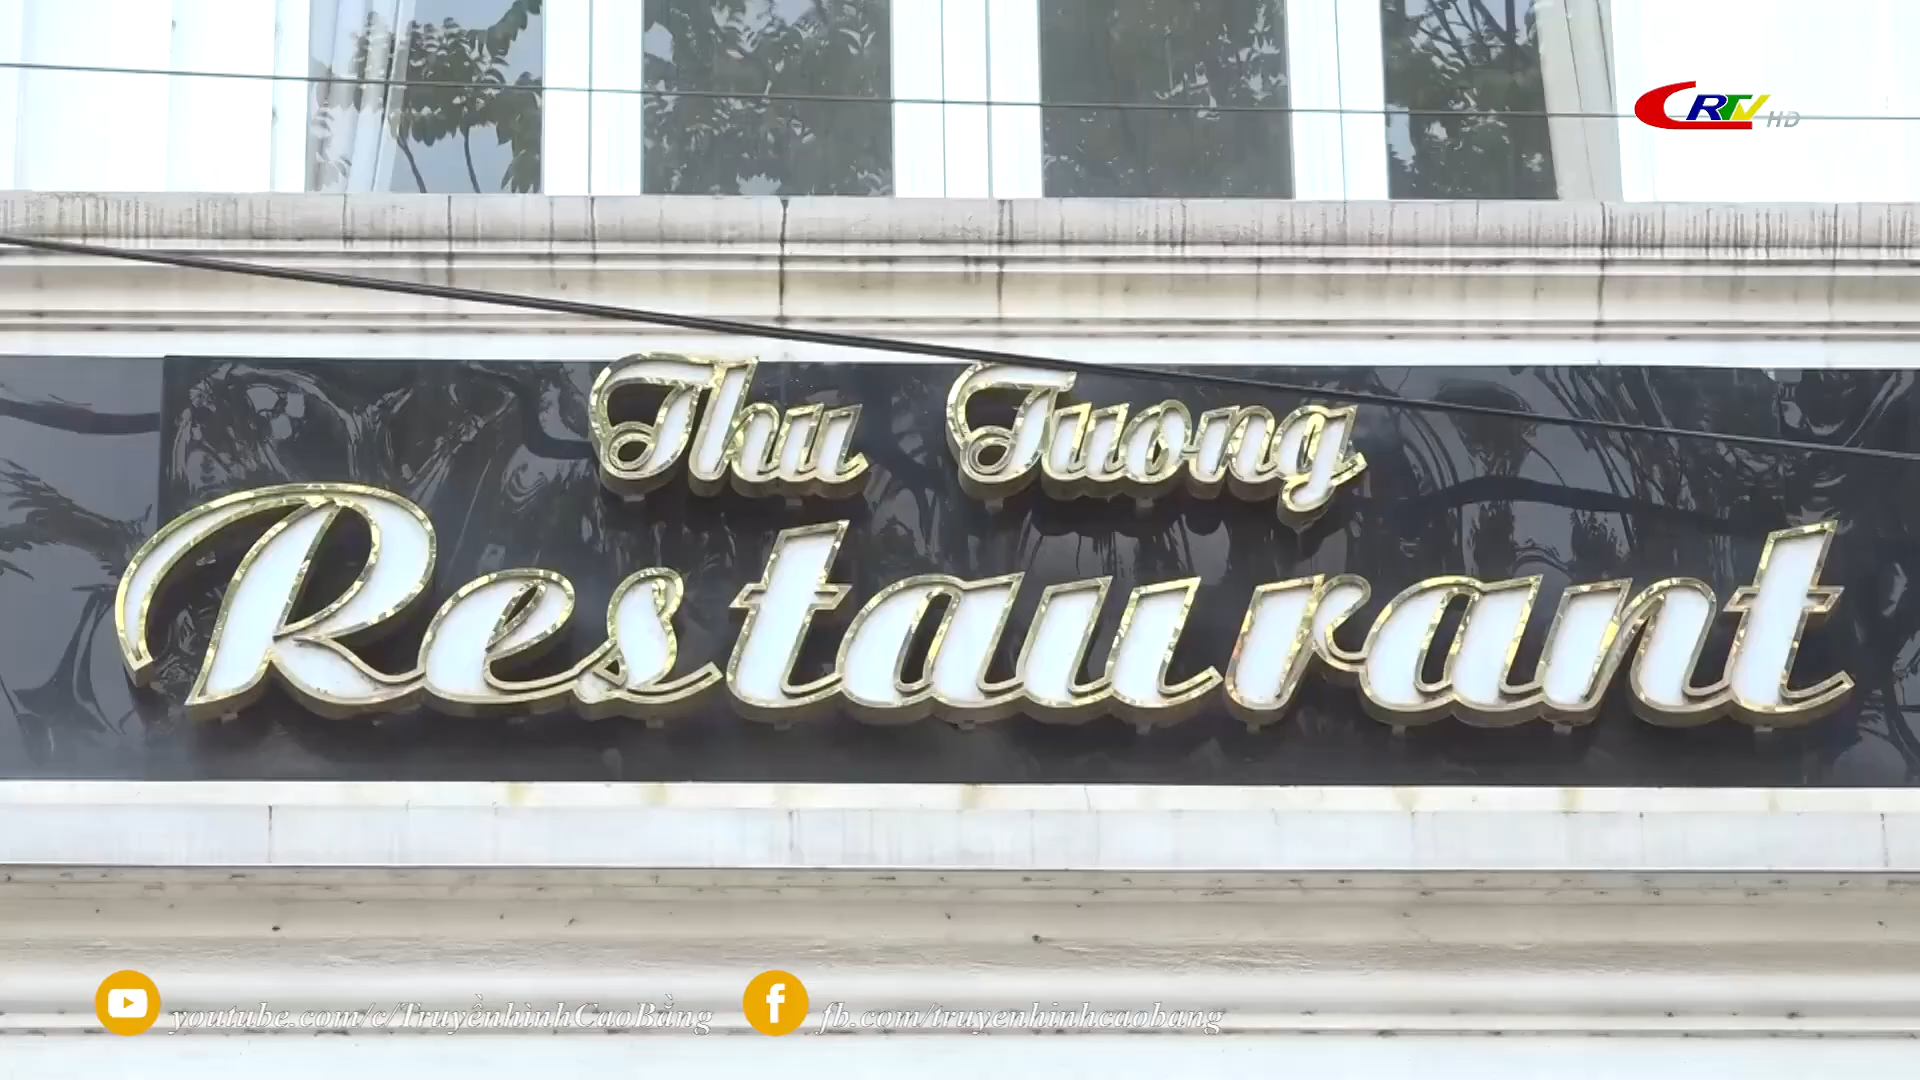 CRTV HD
Thu Tuong
Restaurant
youtube.com/c/TruyềnhìnhCaoBằng
fb.com/truyenhinhcaobang